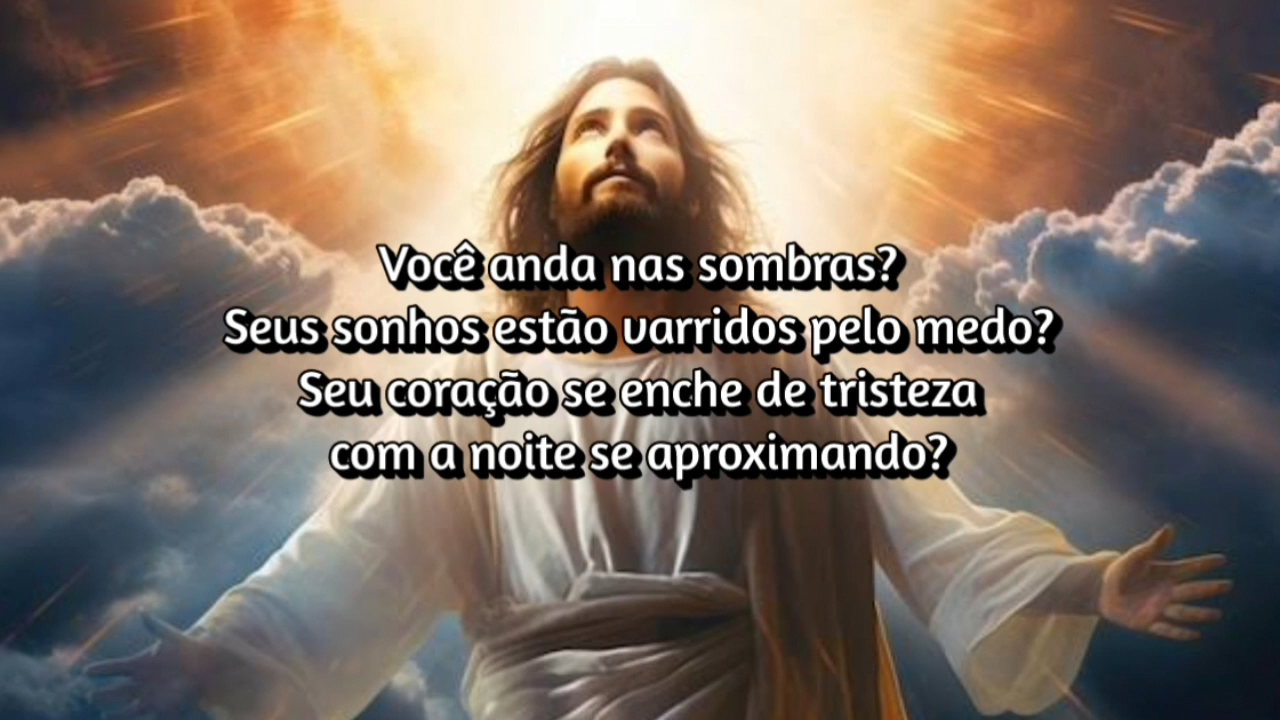 Você anda nas sombras?
Seus sonhos estão varridos pelo medo?
Seu coração se enche de tristeza
com a noite se aproximando?